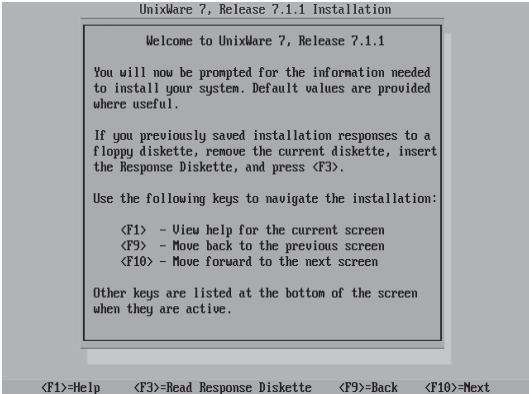 UnixWare 7, Release 7.1.1 Installation
Welcome to UnixWare 7, Release 7.1.1
You will now be prompted for the information needed
to install your system. Default values are provided
where useful.
If you previously saved installation responses to a
floppy diskette, remove the current diskette, insert
the Response Diskette, and press <F3>.
Use the following keys to navigate the installation:
<F1> - View help for the current screen
<F9> - Move back to the previous screen
<F10> - Move forward to the next screen
Other keys are listed at the bottom of the screen
when they are active.
<F1>=Help <F3>=Read Response Diskette <F9>=Back <F10>=Next